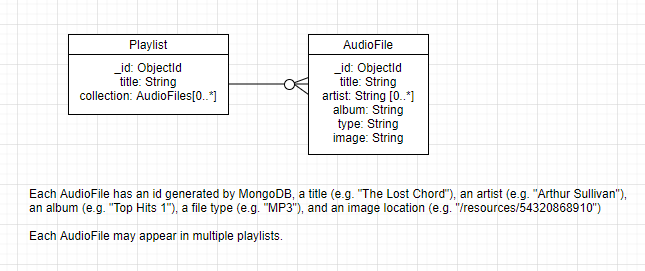 Playlist
_id: ObjectId
title: String
collection: AudioFiles[0..*]
AudioFile
_id: ObjectId
title: String
artist: String [0..*]
album: String
type: String
image: String
Each AudioFile has an id generated by MongoDB, a title (e.g. "The Lost Chord"), an artist (e.g. "Arthur Sullivan"),
an album (e.g. "Top Hits 1"), a file type (e.g. "MP3"), and an image location (e.g. "/resources/54320868910")
Each AudioFile may appear in multiple playlists.